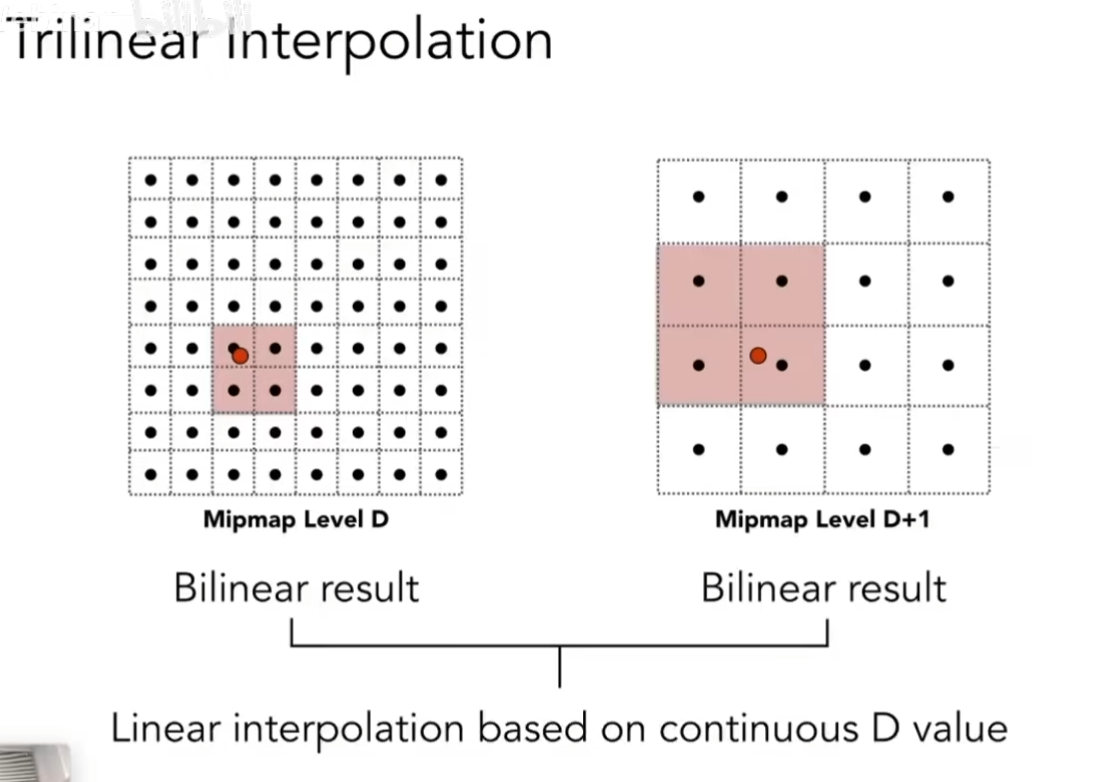 Trilinear Interpolation
Mipmap Level D
Mipmap Level D+1
Bilinear result
Bilinear result
Linear interpolation based on continuous D value